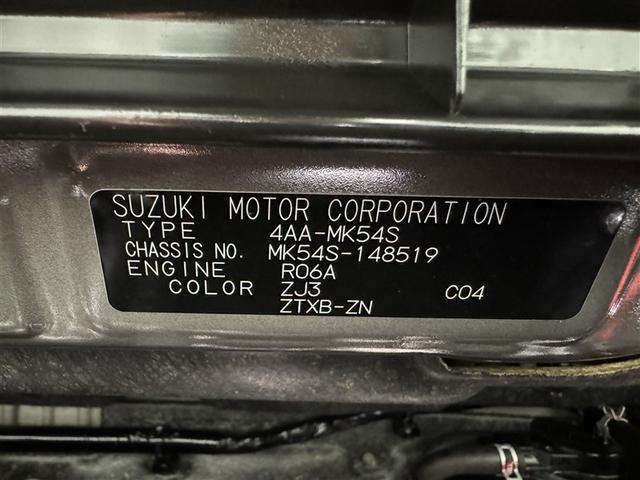 SUZUKI MOTOR CORPORATION
TYPE 4AA-MK54S
CHASSIS NO. MK54S-148519
ENGINE R06A
COLOR ZJ3 C04
ZTXB-ZN